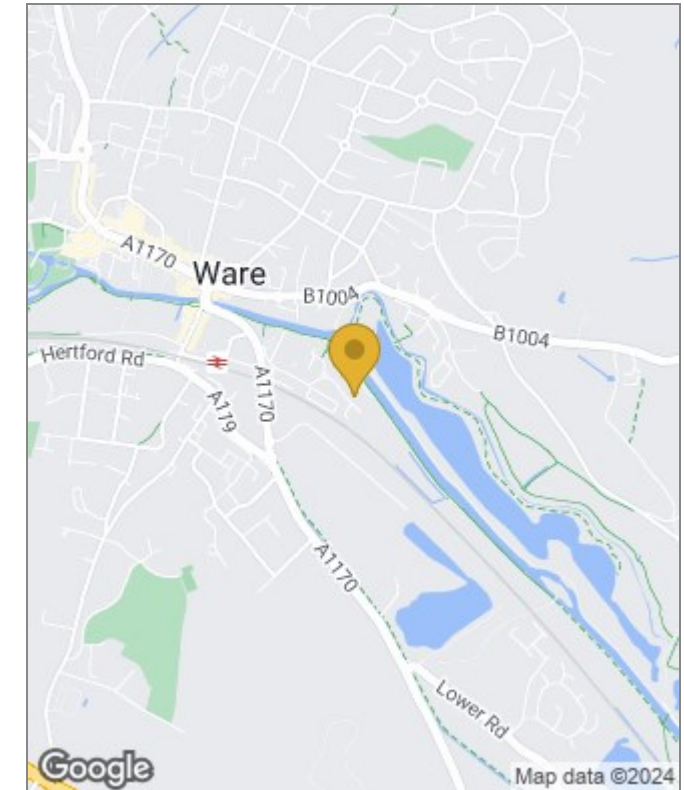 A1170
Ware
B1004
B1004
Hertford Rd
A119
A1170
A1170
Lower Rd
Google
Map data ©2024